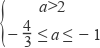 a>2
-4/3 ≤ a ≤ -1